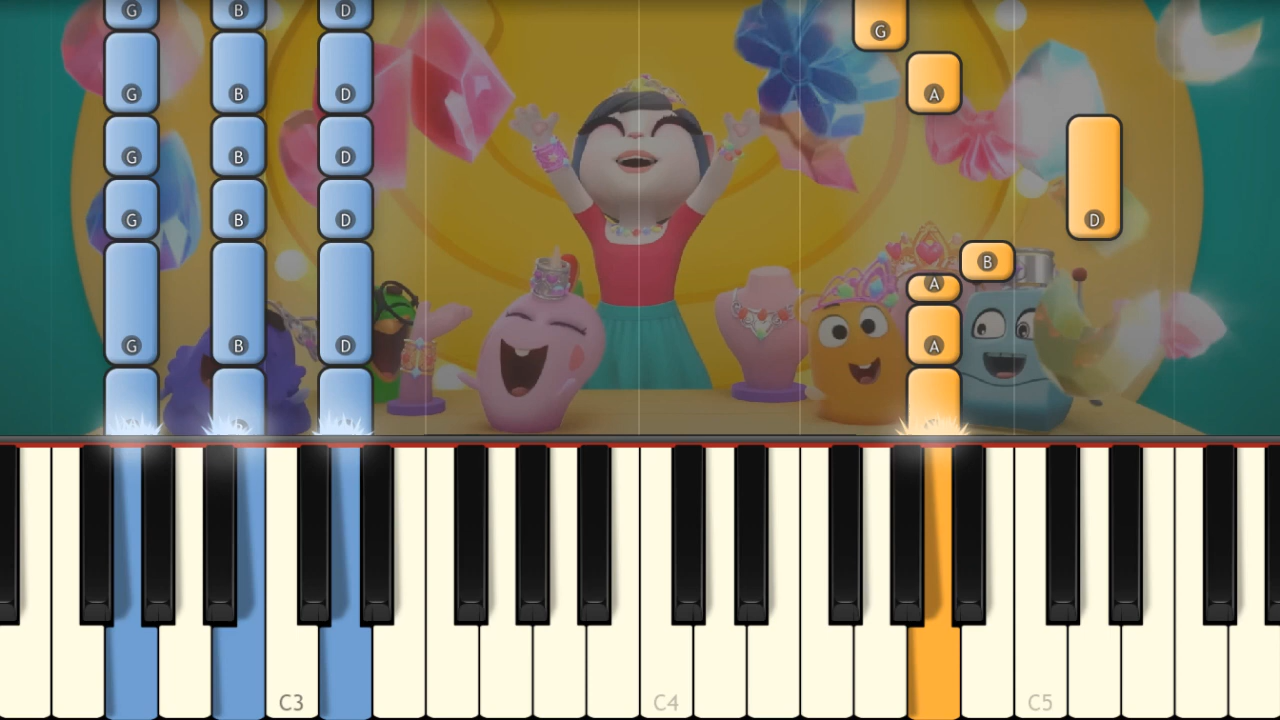 G B D G
G B D A
G B D
G B D D
B
A
G B D A
C3 C4 C5